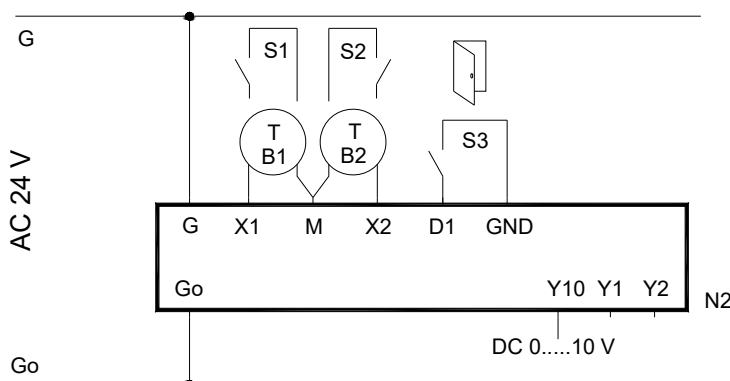 G
S1 S2
T T
B1 B2
S3
AC 24 V
G X1 M X2 D1 GND
Go Y10 Y1 Y2
N2
DC 0.....10 V
Go